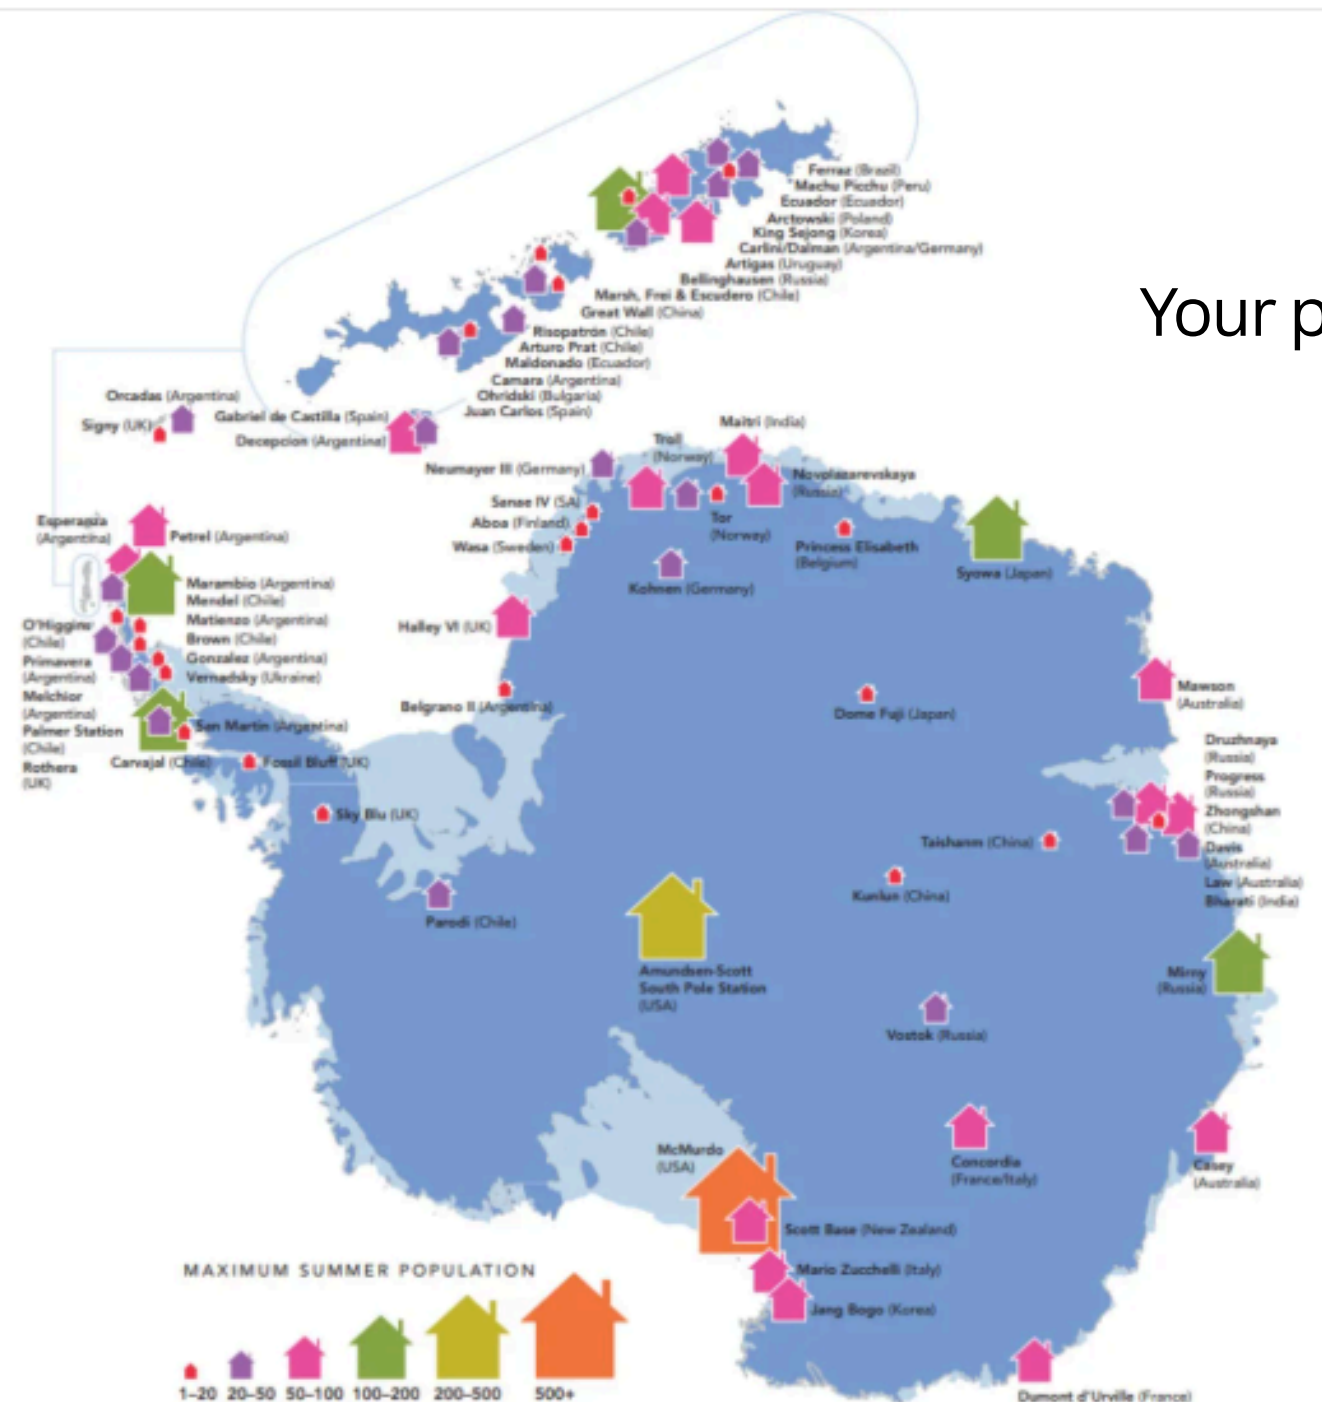 Ferraz (Brazil)
Machu Picchu (Peru)
Ecuador (Ecuador)
Arctowski (Poland)
King Sejong (Korea)
Carlini/Dalman (Argentina/Germany)
Artigas (Uruguay)
Bellinghausen (Russia)
Marsh, Frei & Escudero (Chile)
Great Wall (China)
Risopatrón (Chile)
Arturo Prat (Chile)
Maldonado (Ecuador)
Camara (Argentina)
Ohridski (Bulgaria)
Juan Carlos (Spain)
Your p
Orcadas (Argentina)
Signy (UK)
Gabriel de Castilla (Spain)
Decepcion (Argentina)
Maitri (India)
Troll
(Norway)
Neumayer III (Germany)
Novolazarevskaya
(Russia)
Sanae IV (SA)
Aboa (Finland)
Wasa (Sweden)
Tor
(Norway)
Princess Elisabeth
(Belgium)
Syowa (Japan)
Kohnen (Germany)
Esperanza
(Argentina)
Petrel (Argentina)
Marambio (Argentina)
Mendel (Chile)
Matienzo (Argentina)
Brown (Chile)
Gonzalez (Argentina)
Vernadsky (Ukraine)
O'Higgins
(Chile)
Primavera
(Argentina)
Melchior
(Argentina)
Palmer Station
(Chile)
Rothera
(UK)
San Martin (Argentina)
Carvajal (Chile)
Fossil Bluff (UK)
Sky Blu (UK)
Halley VI (UK)
Belgrano II (Argentina)
Dome Fuji (Japan)
Mawson
(Australia)
Druzhnaya
(Russia)
Progress
(Russia)
Zhongshan
(China)
Davis
(Australia)
Law (Australia)
Bharati (India)
Taishanm (China)
Kunlun (China)
Parodi (Chile)
Amundsen-Scott
South Pole Station
(USA)
Mirny
(Russia)
Vostok (Russia)
McMurdo
(USA)
Concordia
(France/Italy)
Casey
(Australia)
Scott Base (New Zealand)
Mario Zucchelli (Italy)
Jang Bogo (Korea)
Dumont d'Urville (France)
MAXIMUM SUMMER POPULATION
1–20 20–50 50–100 100–200 200–500 500+